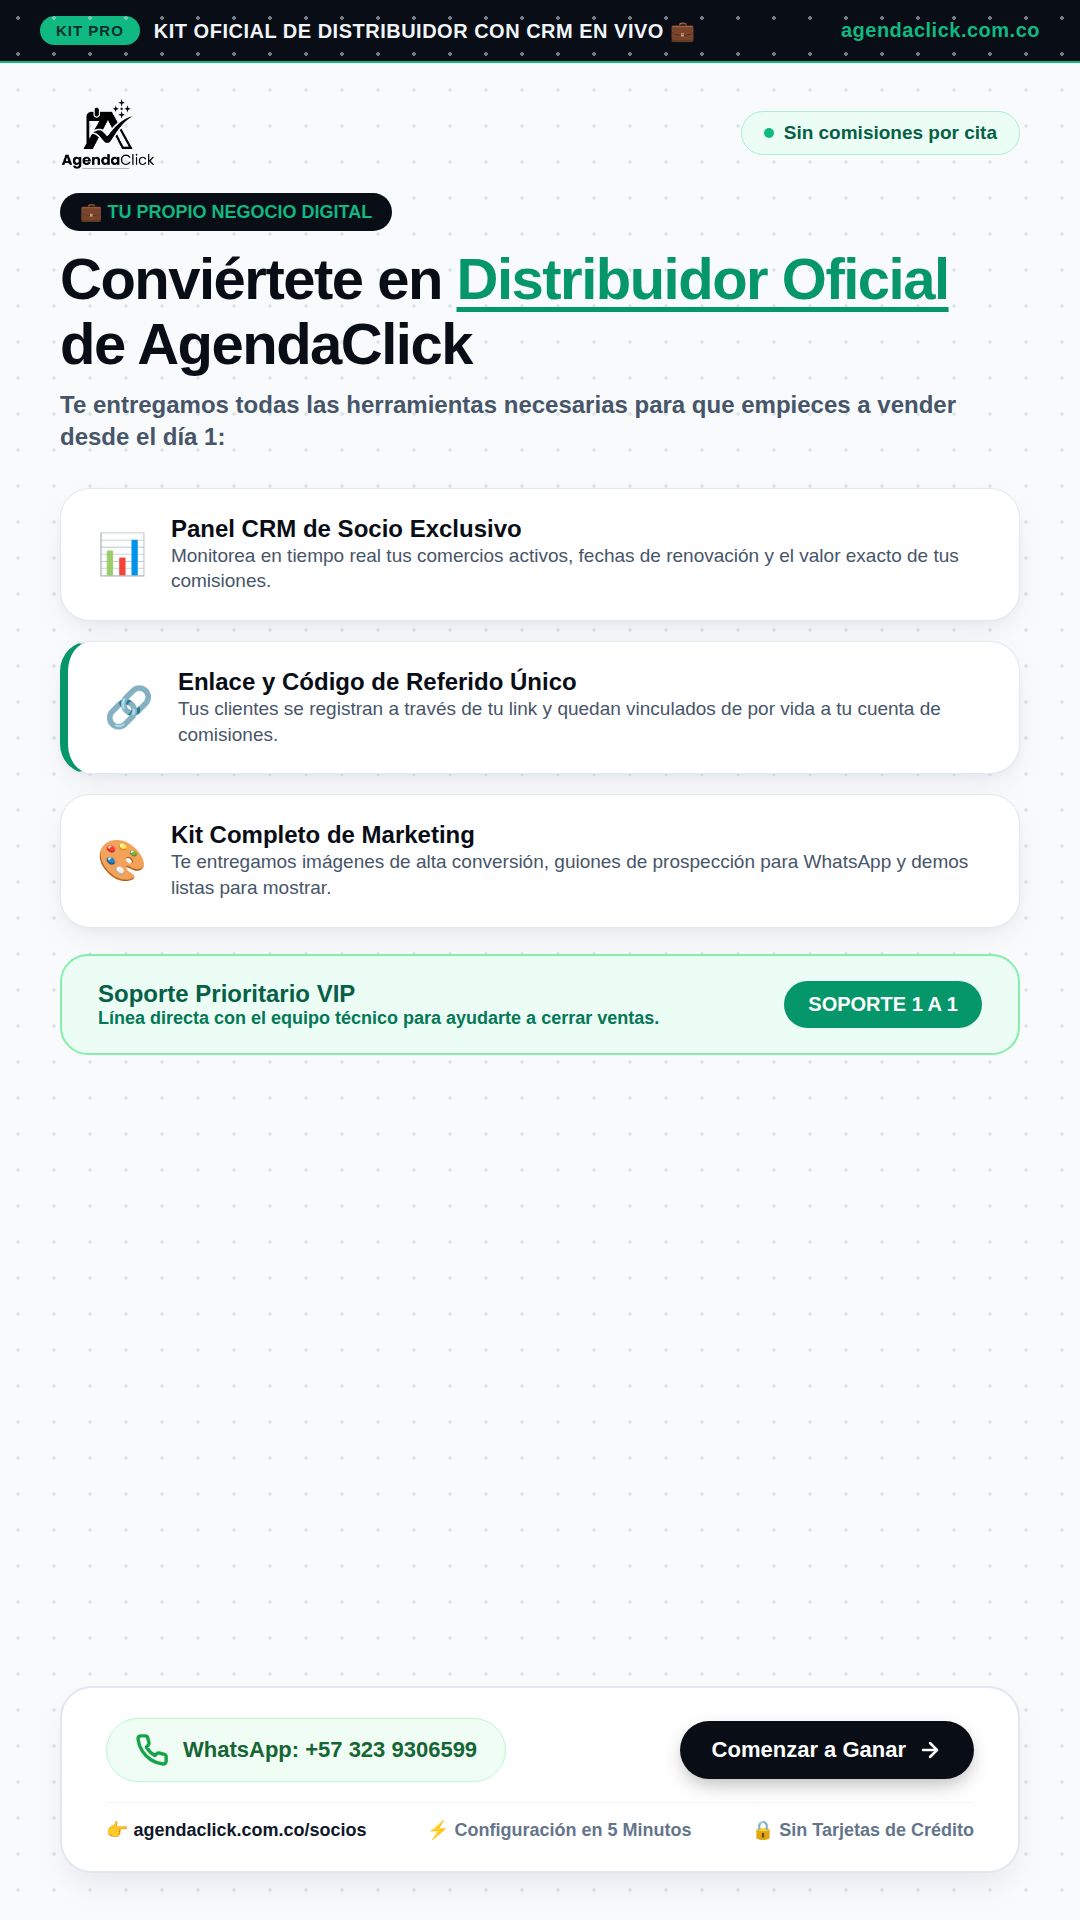 KIT PRO
KIT OFICIAL DE DISTRIBUIDOR CON CRM EN VIVO 💼
agendaclick.com.co
AgendaClick
Sin comisiones por cita
💼 TU PROPIO NEGOCIO DIGITAL
Conviértete en Distribuidor Oficial
de AgendaClick
Te entregamos todas las herramientas necesarias para que empieces a vender
desde el día 1:
Panel CRM de Socio Exclusivo
Monitorea en tiempo real tus comercios activos, fechas de renovación y el valor exacto de tus
comisiones.
Enlace y Código de Referido Único
Tus clientes se registran a través de tu link y quedan vinculados de por vida a tu cuenta de
comisiones.
Kit Completo de Marketing
Te entregamos imágenes de alta conversión, guiones de prospección para WhatsApp y demos
listas para mostrar.
Soporte Prioritario VIP
Línea directa con el equipo técnico para ayudarte a cerrar ventas.
SOPORTE 1 A 1
WhatsApp: +57 323 9306599
Comenzar a Ganar →
👉 agendaclick.com.co/socios
⚡ Configuración en 5 Minutos
🔒 Sin Tarjetas de Crédito